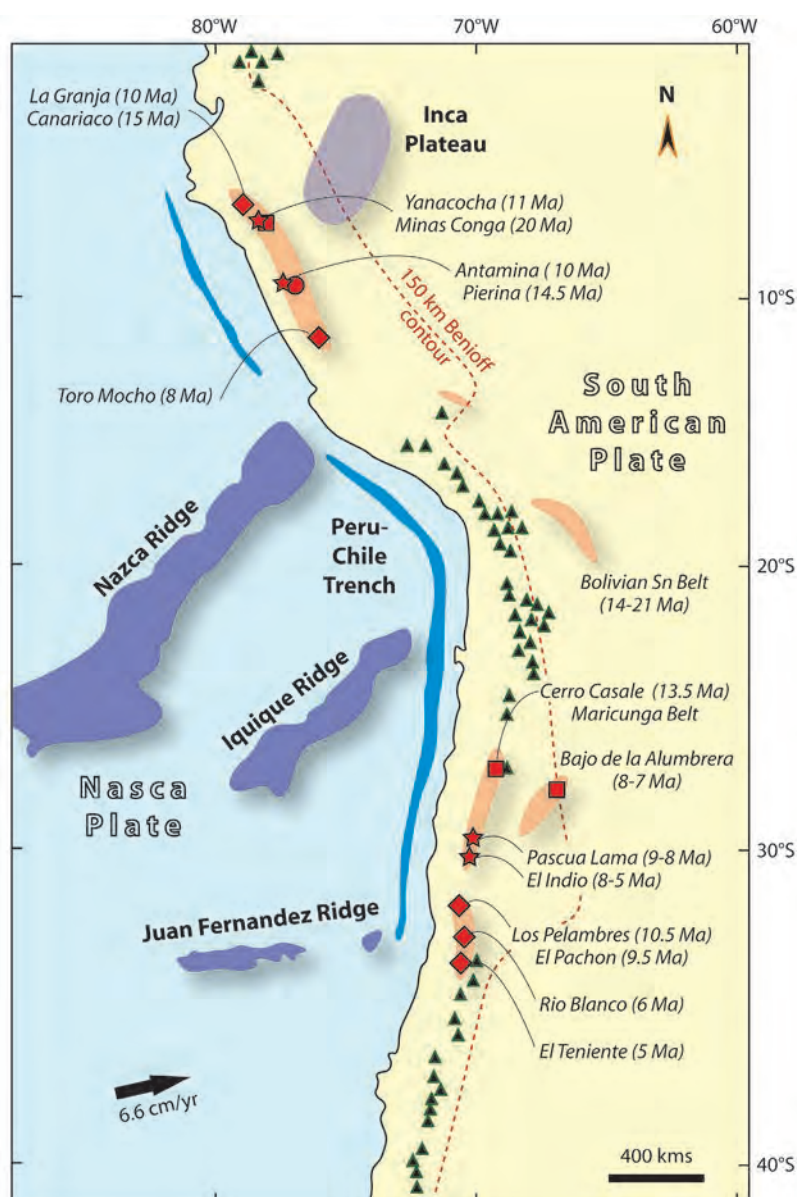 80°W
70°W
60°W
La Granja (10 Ma)
Canariaco (15 Ma)
Inca
Plateau
N
Yanacocha (11 Ma)
Minas Conga (20 Ma)
Antamina ( 10 Ma)
Pierina (14.5 Ma)
10°S
150 km Benioff
contour
Toro Mocho (8 Ma)
South
American
Plate
Nazca Ridge
Peru-
Chile
Trench
20°S
Bolivian Sn Belt
(14-21 Ma)
Iquique Ridge
Cerro Casale (13.5 Ma)
Maricunga Belt
Bajo de la Alumbrera
(8-7 Ma)
Nasca
Plate
30°S
Pascua Lama (9-8 Ma)
El Indio (8-5 Ma)
Juan Fernandez Ridge
Los Pelambres (10.5 Ma)
El Pachon (9.5 Ma)
Rio Blanco (6 Ma)
El Teniente (5 Ma)
6.6 cm/yr
400 kms
40°S